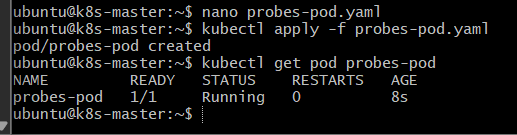 ubuntu@k8s-master:~$ nano probes-pod.yaml
ubuntu@k8s-master:~$ kubectl apply -f probes-pod.yaml
pod/probes-pod created
ubuntu@k8s-master:~$ kubectl get pod probes-pod
NAME         READY   STATUS    RESTARTS   AGE
probes-pod   1/1     Running   0          8s
ubuntu@k8s-master:~$